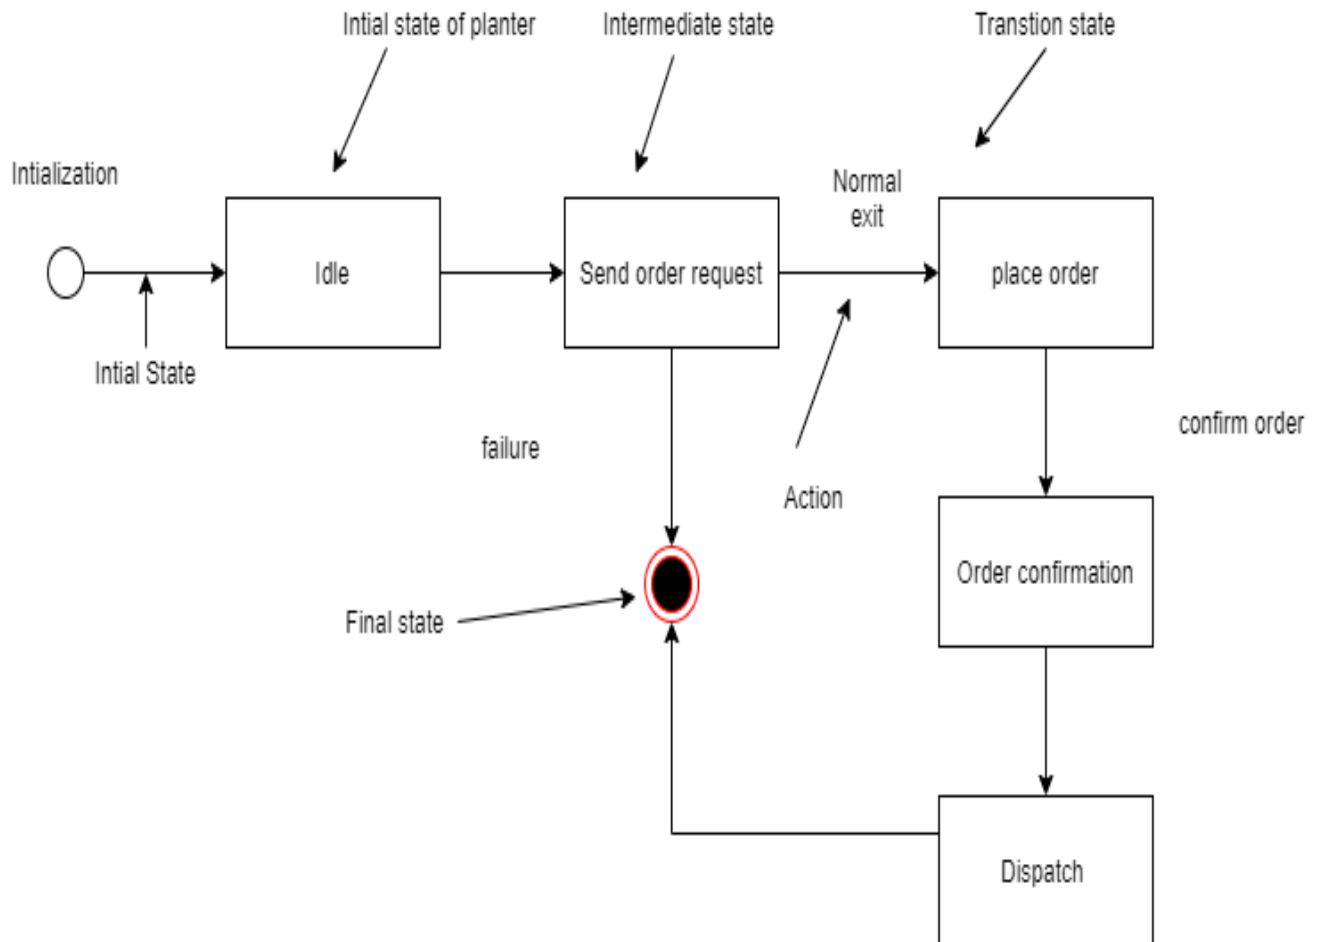 Intial state of planter
Intermediate state
Transtion state
Intialization
Normal
exit
Idle
Send order request
place order
Intial State
failure
confirm order
Action
Order confirmation
Final state
Dispatch